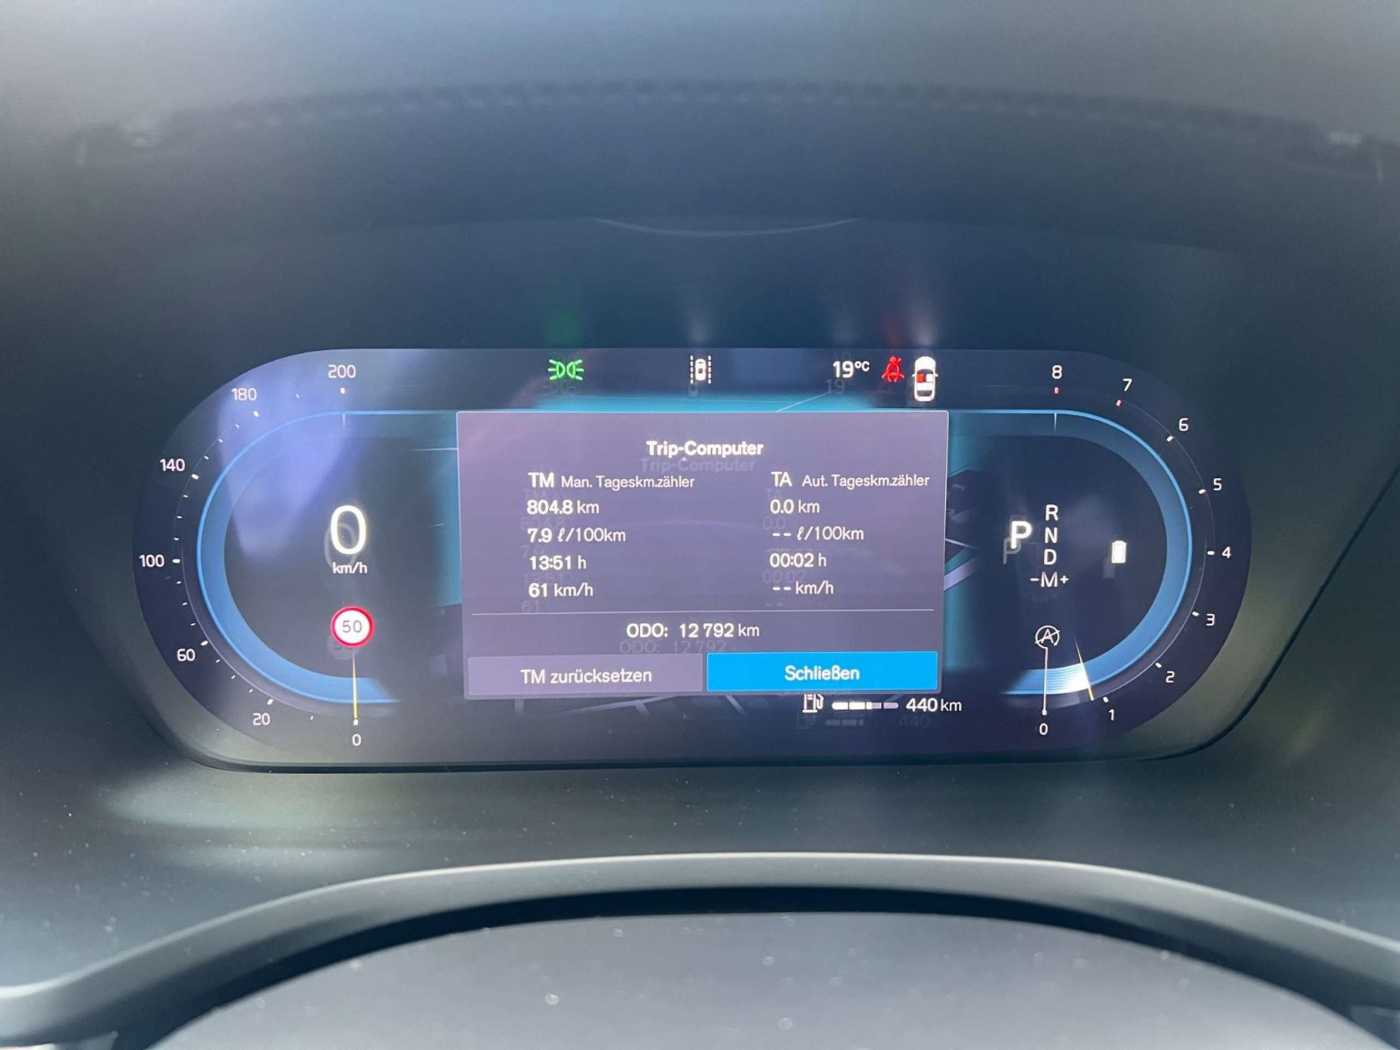 200
180
140
100
60
20
0
0
km/h
50
19°C
Trip-Computer
TM Man. Tageskm.zähler
804.8 km
7.9 ℓ/100km
13:51 h
61 km/h
TA Aut. Tageskm.zähler
0.0 km
-- ℓ/100km
00:02 h
-- km/h
ODO: 12 792 km
TM zurücksetzen
Schließen
440 km
P
R
N
D
-M+
A
8
7
6
5
4
3
2
1
0